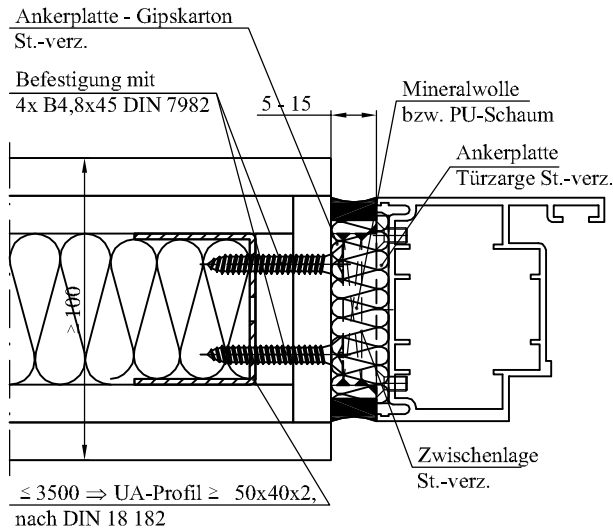 Ankerplatte - Gipskarton
St.-verz.
Befestigung mit
4x B4,8x45 DIN 7982
5 - 15
Mineralwolle
bzw. PU-Schaum
Ankerplatte
Türzarge St.-verz.
≥ 100
Zwischenlage
St.-verz.
≤ 3500 ⇒ UA-Profil ≥ 50x40x2,
nach DIN 18 182